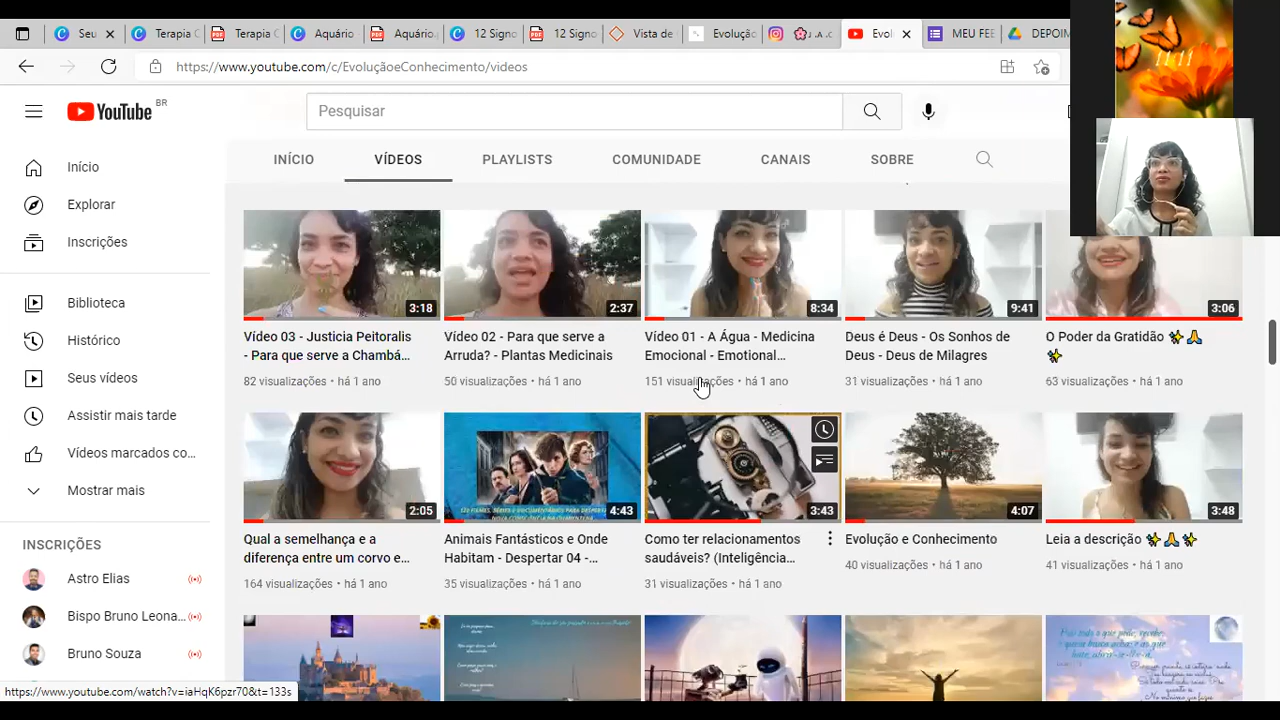 Seu
Terapia C
Terapia C
Aquário
Aquário,
12 Signo
12 Signo
Vista de
Evolução
J .A .
Evol
MEU FEE
DEPOIM
https://www.youtube.com/c/EvoluçãoeConhecimento/videos
11 11
YouTube BR
Pesquisar
INÍCIO
VÍDEOS
PLAYLISTS
COMUNIDADE
CANAIS
SOBRE
Início
Explorar
Inscrições
Biblioteca
Histórico
Seus vídeos
Assistir mais tarde
Vídeos marcados co...
Mostrar mais
INSCRIÇÕES
Astro Elias
Bispo Bruno Leona...
Bruno Souza
3:18
2:37
8:34
9:41
3:06
Vídeo 03 - Justicia Peitoralis
- Para que serve a Chambá...
82 visualizações • há 1 ano
Vídeo 02 - Para que serve a
Arruda? - Plantas Medicinais
50 visualizações • há 1 ano
Vídeo 01 - A Água - Medicina
Emocional - Emotional...
151 visualizações • há 1 ano
Deus é Deus - Os Sonhos de
Deus - Deus de Milagres
31 visualizações • há 1 ano
O Poder da Gratidão ✨🙏
✨
63 visualizações • há 1 ano
2:05
4:43
3:43
4:07
3:48
Qual a semelhança e a
diferença entre um corvo e...
164 visualizações • há 1 ano
Animais Fantásticos e Onde
Habitam - Despertar 04 -...
35 visualizações • há 1 ano
Como ter relacionamentos
saudáveis? (Inteligência...
31 visualizações • há 1 ano
Evolução e Conhecimento
40 visualizações • há 1 ano
Leia a descrição ✨🙏✨
41 visualizações • há 1 ano
https://www.youtube.com/watch?v=iaHqK6pzr70&t=133s